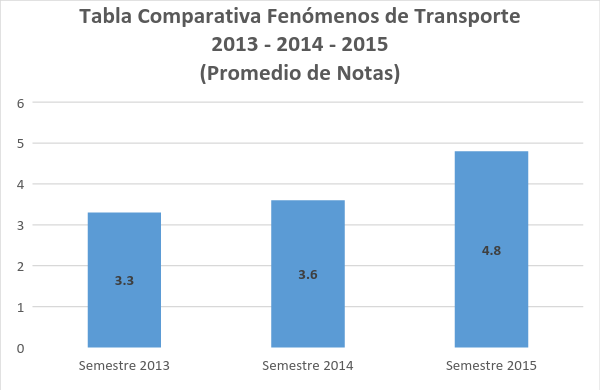 Tabla Comparativa Fenómenos de Transporte
2013 - 2014 - 2015
(Promedio de Notas)
6
5
4
3
2
1
0
3.3
3.6
4.8
Semestre 2013
Semestre 2014
Semestre 2015